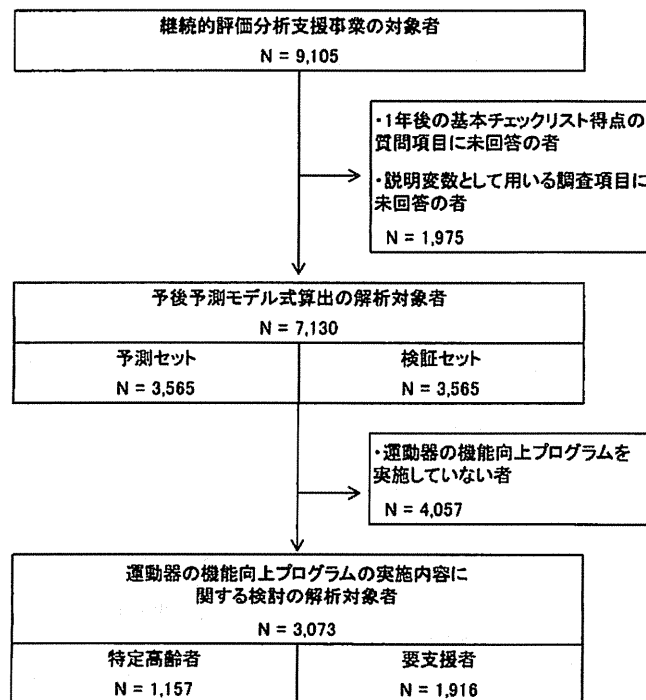 継続的評価分析支援事業の対象者
N = 9,105
・1年後の基本チェックリスト得点の
質問項目に未回答の者
・説明変数として用いる調査項目に
未回答の者
N = 1,975
予後予測モデル式算出の解析対象者
N = 7,130
予測セット
N = 3,565
検証セット
N = 3,565
・運動器の機能向上プログラムを
実施していない者
N = 4,057
運動器の機能向上プログラムの実施内容に
関する検討の解析対象者
N = 3,073
特定高齢者
N = 1,157
要支援者
N = 1,916